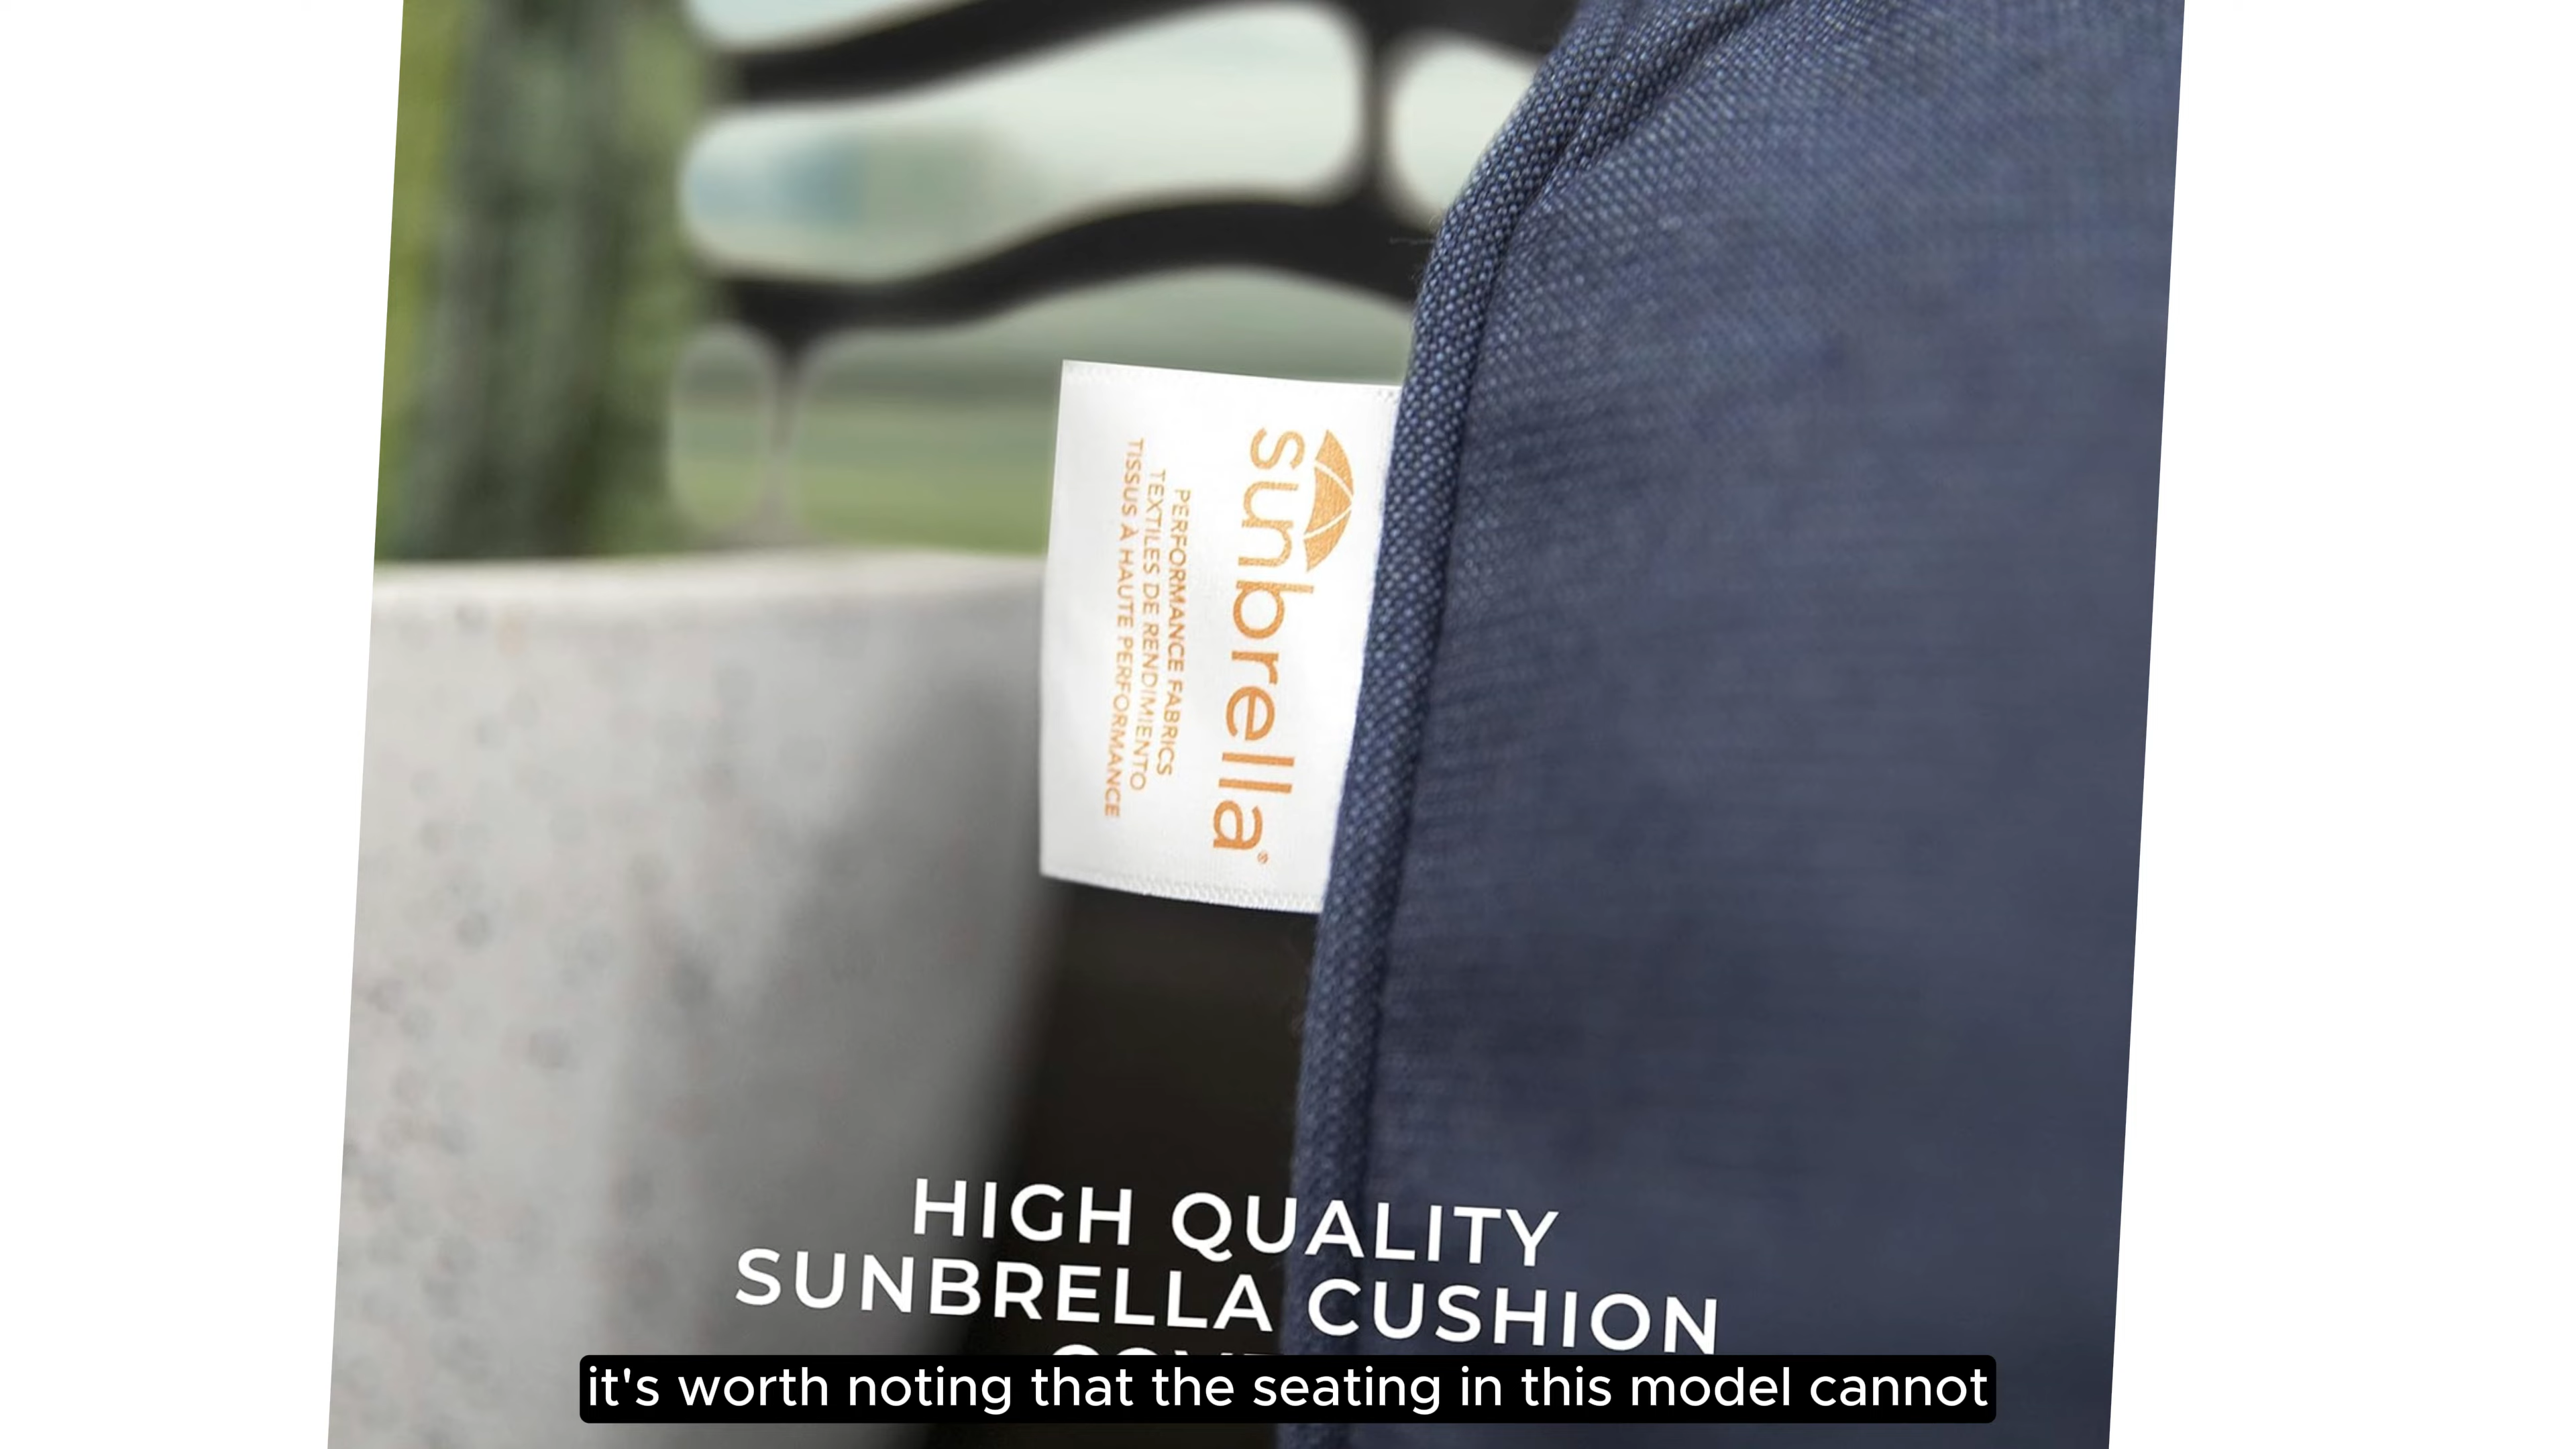 sunbrella®
PERFORMANCE FABRICS
TEXTILES DE RENDIMIENTO
TISSUS À HAUTE PERFORMANCE
HIGH QUALITY
SUNBRELLA CUSHION
it's worth noting that the seating in this model cannot